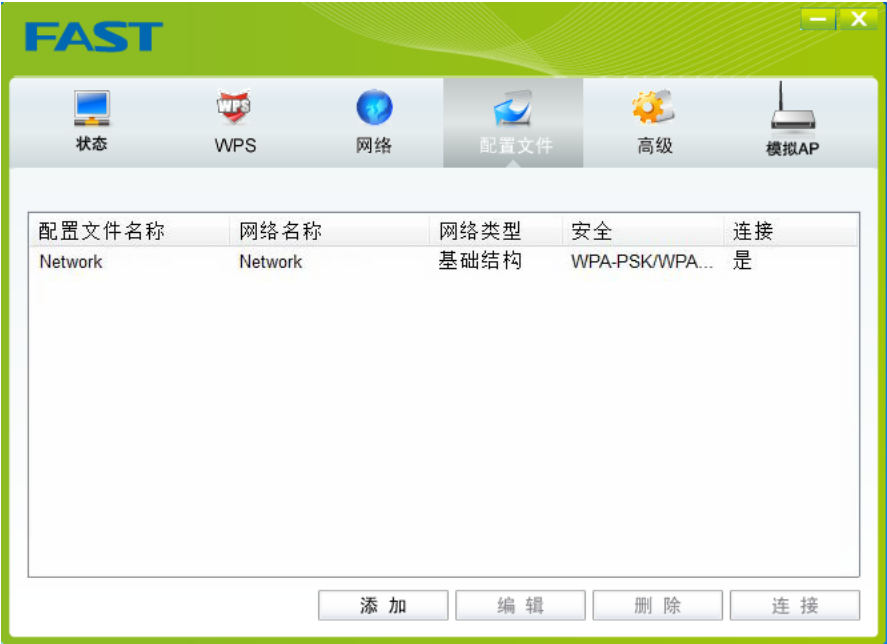 FAST
状态 WPS 网络 配置文件 高级 模拟AP
配置文件名称 网络名称 网络类型 安全 连接
Network Network 基础结构 WPA-PSK/WPA... 是
添加 编辑 删除 连接